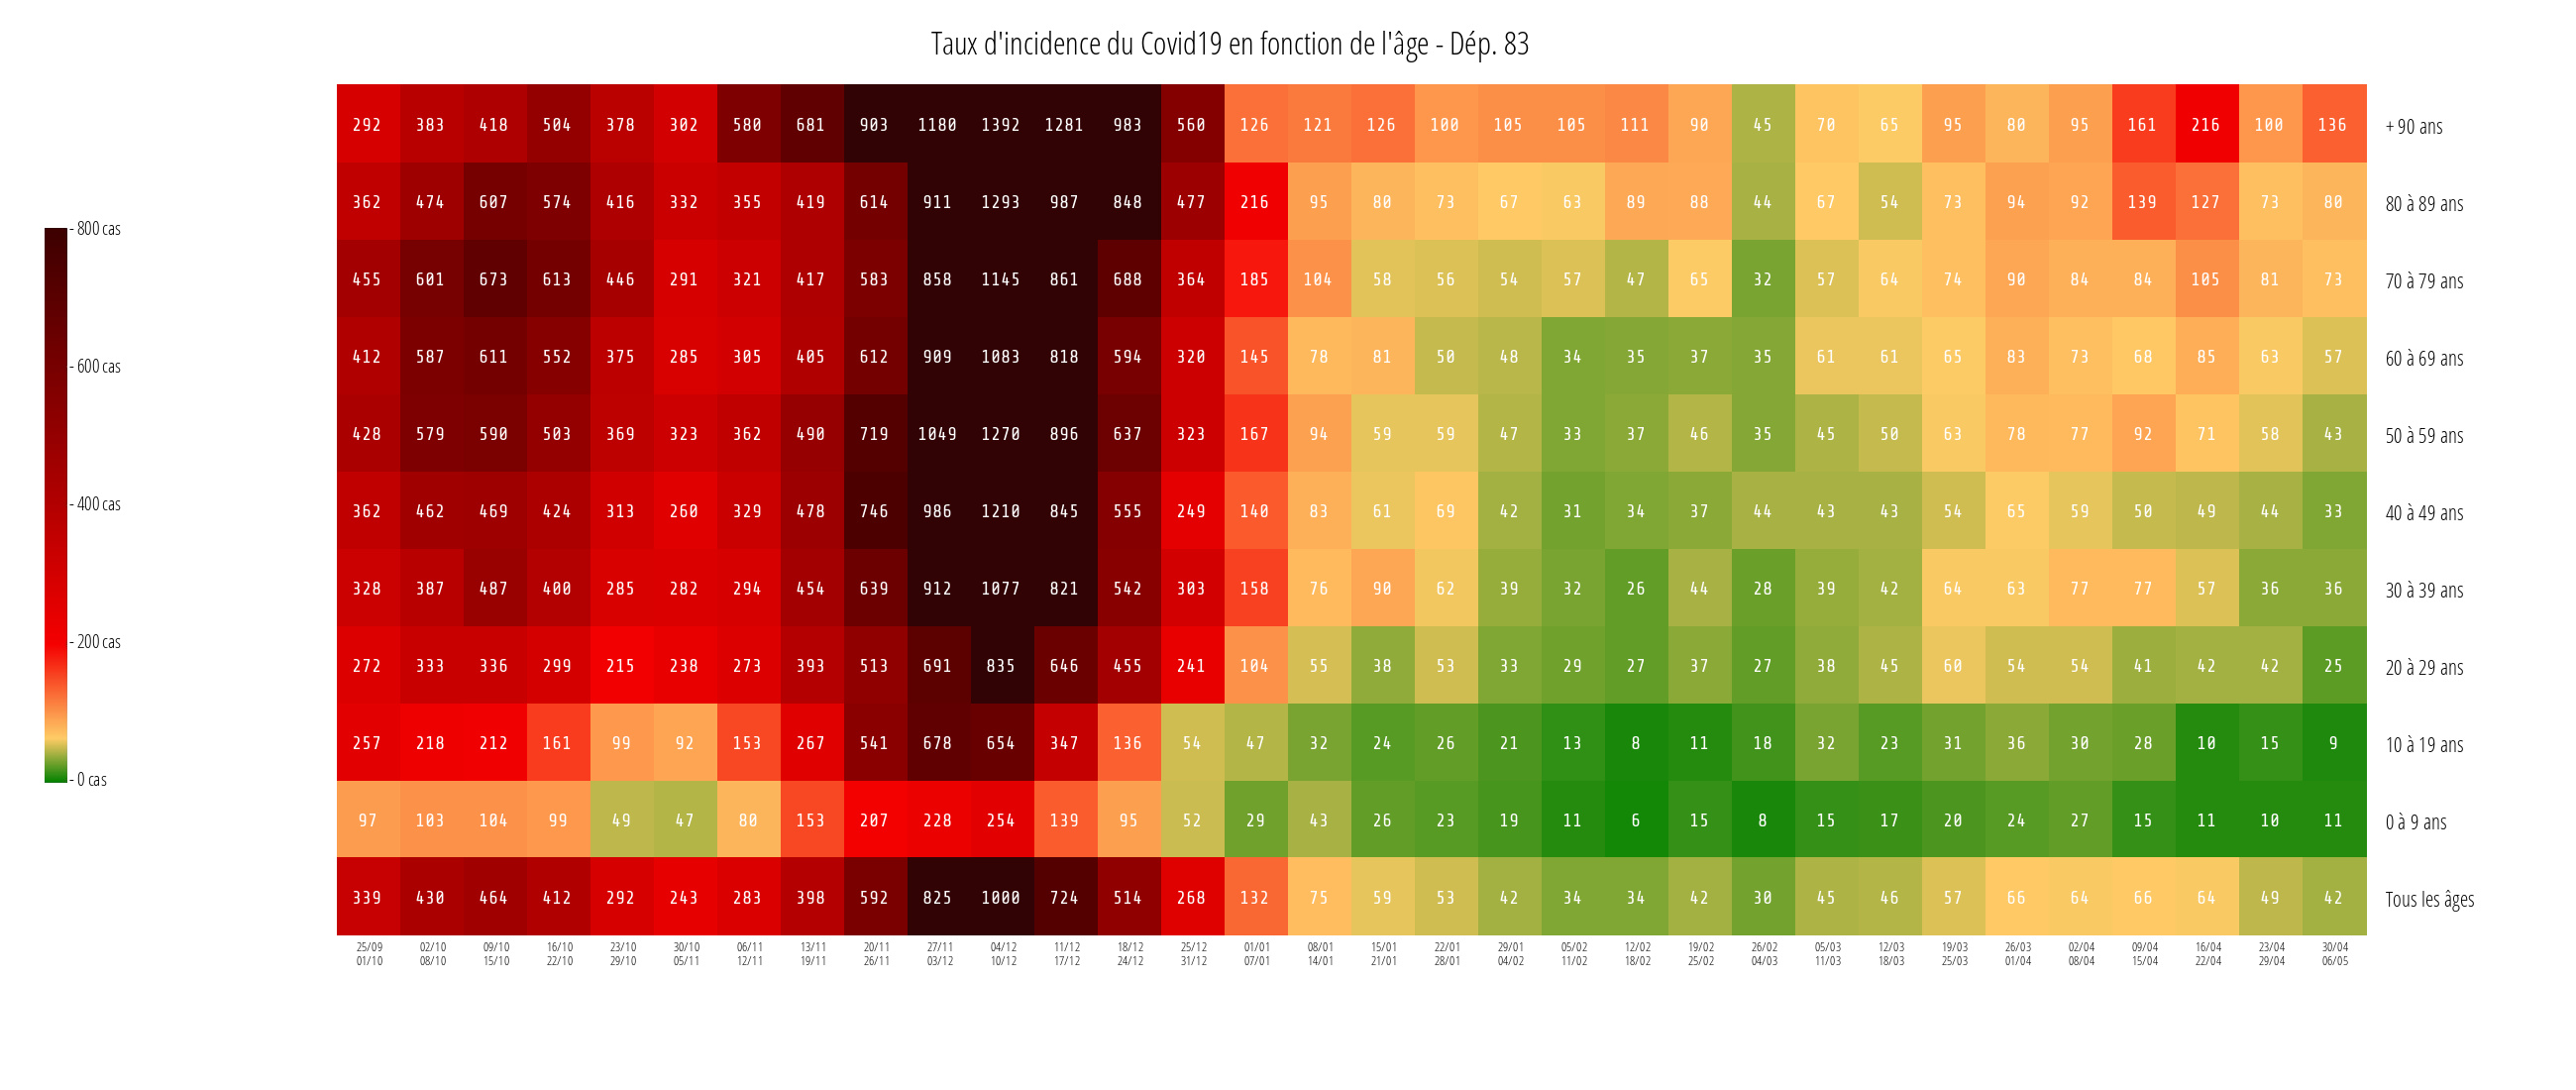 Taux d'incidence du Covid19 en fonction de l'âge - Dép. 83
- 800 cas
- 600 cas
- 400 cas
- 200 cas
- 0 cas
292 383 418 504 378 302 580 681 903 1180 1392 1281 983 560 126 121 126 100 105 105 111 90 45 70 65 95 80 95 161 216 100 136 + 90 ans
362 474 607 574 416 332 355 419 614 911 1293 987 848 477 216 95 80 73 67 63 89 88 44 67 54 73 94 92 139 127 73 80 80 à 89 ans
455 601 673 613 446 291 321 417 583 858 1145 861 688 364 185 104 58 56 54 57 47 65 32 57 64 74 90 84 84 105 81 73 70 à 79 ans
412 587 611 552 375 285 305 405 612 909 1083 818 594 320 145 78 81 50 48 34 35 37 35 61 61 65 83 73 68 85 63 57 60 à 69 ans
428 579 590 503 369 323 362 490 719 1049 1270 896 637 323 167 94 59 59 47 33 37 46 35 45 50 63 78 77 92 71 58 43 50 à 59 ans
362 462 469 424 313 260 329 478 746 986 1210 845 555 249 140 83 61 69 42 31 34 37 44 43 43 54 65 59 50 49 44 33 40 à 49 ans
328 387 487 400 285 282 294 454 639 912 1077 821 542 303 158 76 90 62 39 32 26 44 28 39 42 64 63 77 77 57 36 36 30 à 39 ans
272 333 336 299 215 238 273 393 513 691 835 646 455 241 104 55 38 53 33 29 27 37 27 38 45 60 54 54 41 42 42 25 20 à 29 ans
257 218 212 161 99 92 153 267 541 678 654 347 136 54 47 32 24 26 21 13 8 11 18 32 23 31 36 30 28 10 15 9 10 à 19 ans
97 103 104 99 49 47 80 153 207 228 254 139 95 52 29 43 26 23 19 11 6 15 8 15 17 20 24 27 15 11 10 11 0 à 9 ans
339 430 464 412 292 243 283 398 592 825 1000 724 514 268 132 75 59 53 42 34 34 42 30 45 46 57 66 64 66 64 49 42 Tous les âges
25/09 02/10 09/10 16/10 23/10 30/10 06/11 13/11 20/11 27/11 04/12 11/12 18/12 25/12 01/01 08/01 15/01 22/01 29/01 05/02 12/02 19/02 26/02 05/03 12/03 19/03 26/03 02/04 09/04 16/04 23/04 30/04
01/10 08/10 15/10 22/10 29/10 05/11 12/11 19/11 26/11 03/12 10/12 17/12 24/12 31/12 07/01 14/01 21/01 28/01 04/02 11/02 18/02 25/02 04/03 11/03 18/03 25/03 01/04 08/04 15/04 22/04 29/04 06/05